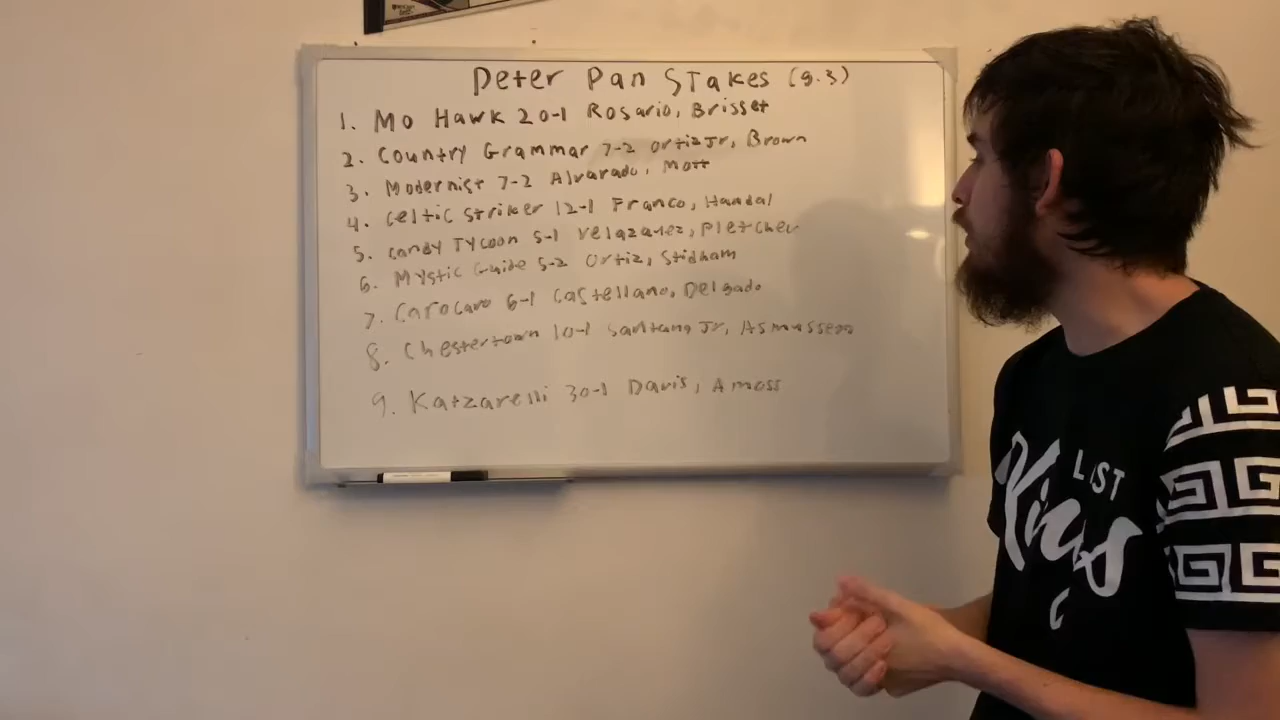 Peter Pan Stakes (g.3)
1. Mo Hawk 20-1 Rosario, Brisset
2. Country Grammar 7-2 Ortiz Jr, Brown
3. Modernist 7-2 Alvarado, Mott
4. Celtic Striker 12-1 Franco, Handal
5. Candy Tycoon 5-1 Velazquez, Pletcher
6. Mystic Guide 5-2 Ortiz, Stidham
7. Caracaro 6-1 Castellano, Delgado
8. Chestertown 10-1 Santana Jr, Asmussen
9. Katzarelli 30-1 Davis, Amoss
LAST
Kings